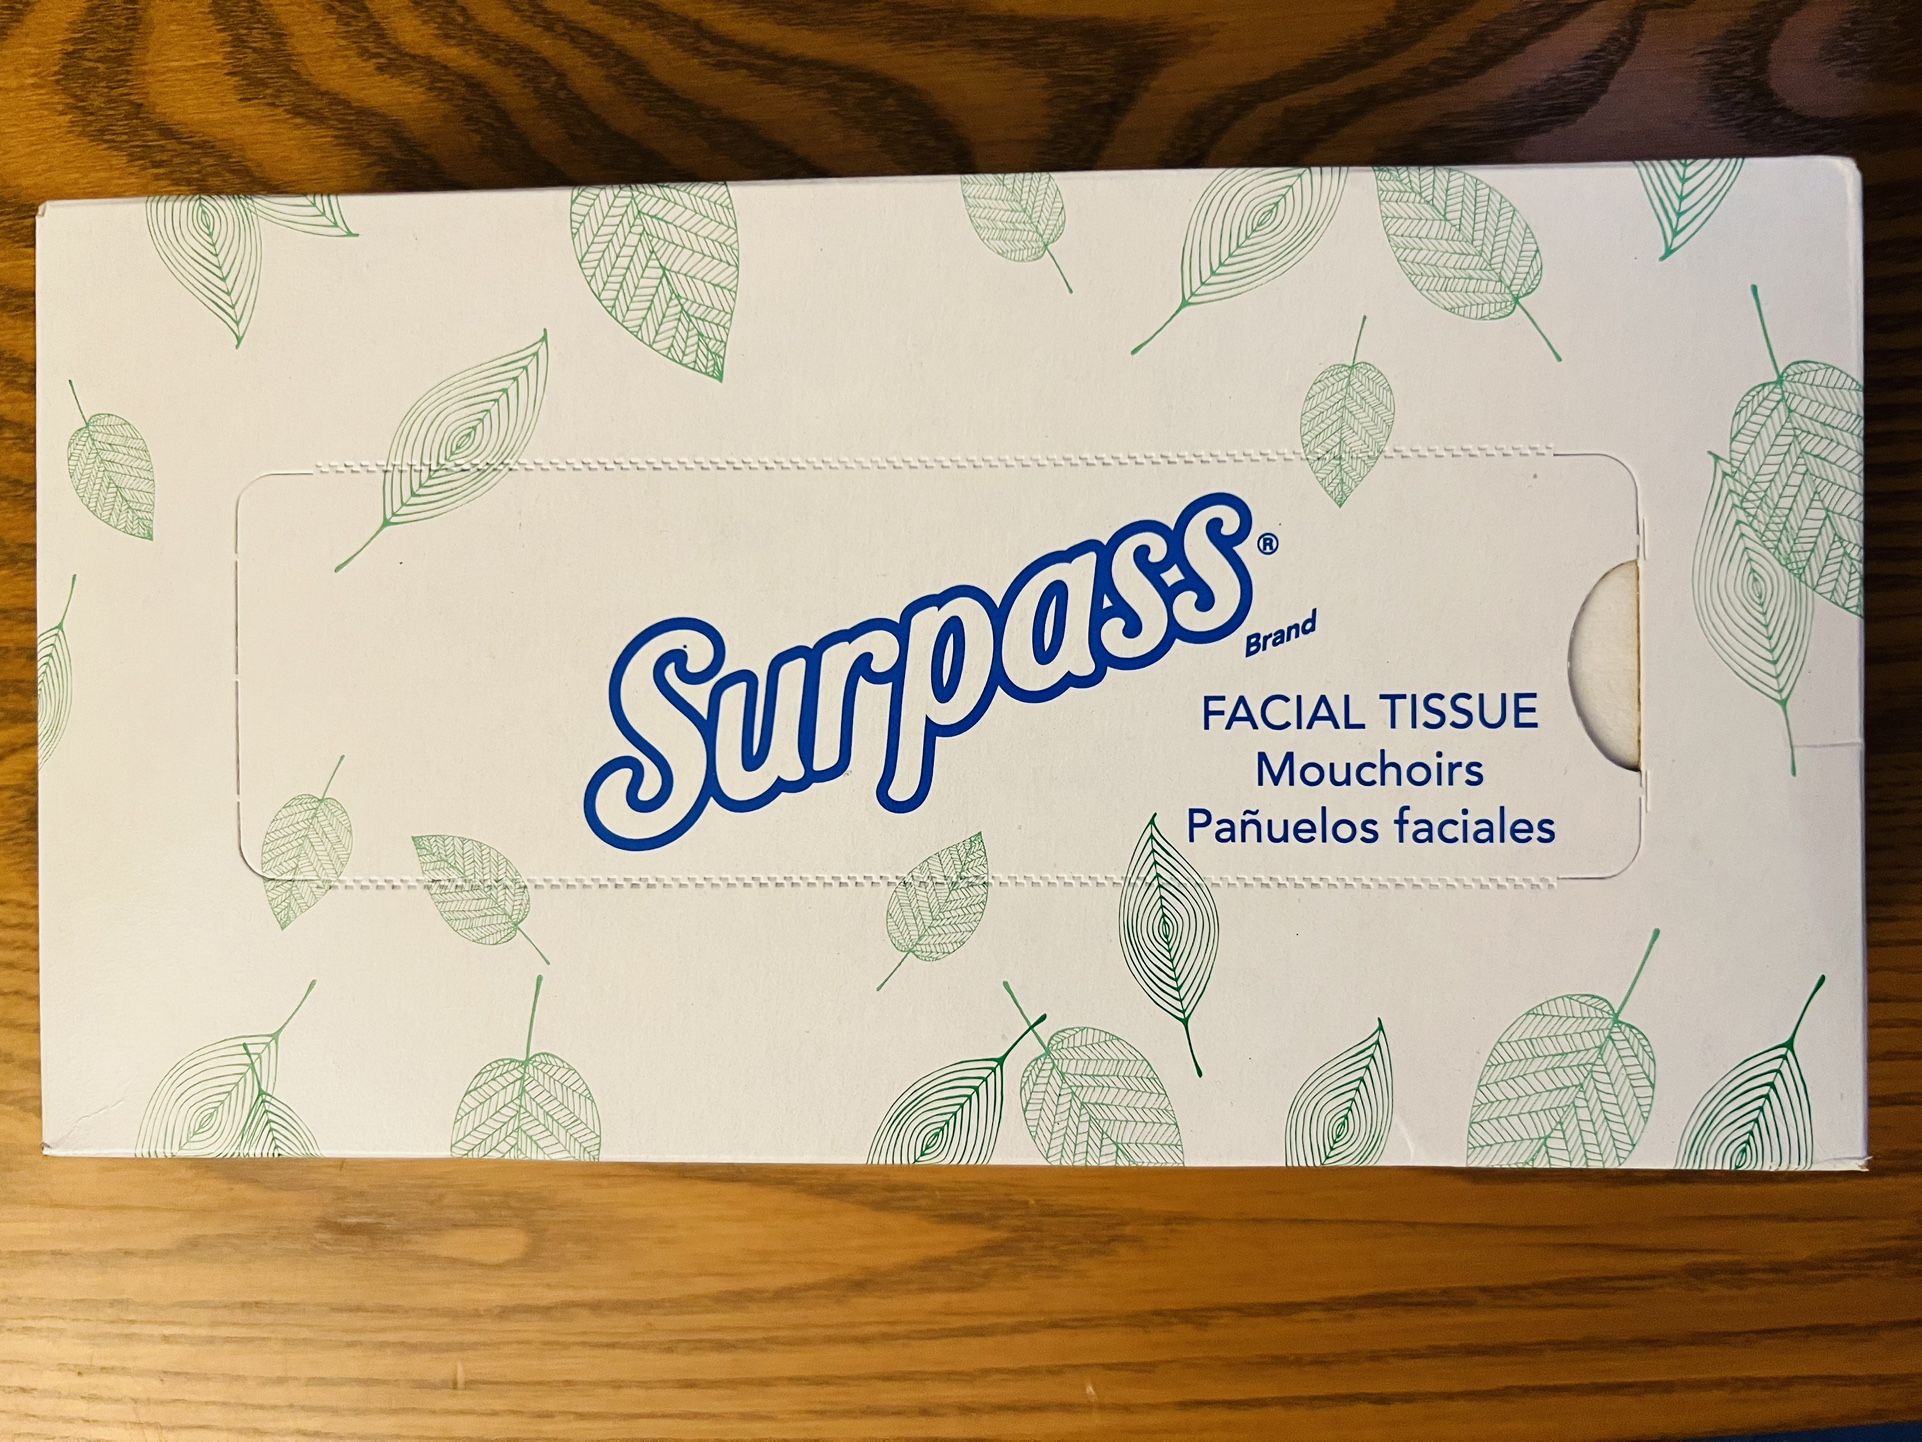 Surpass®
Brand
FACIAL TISSUE
Mouchoirs
Pañuelos faciales